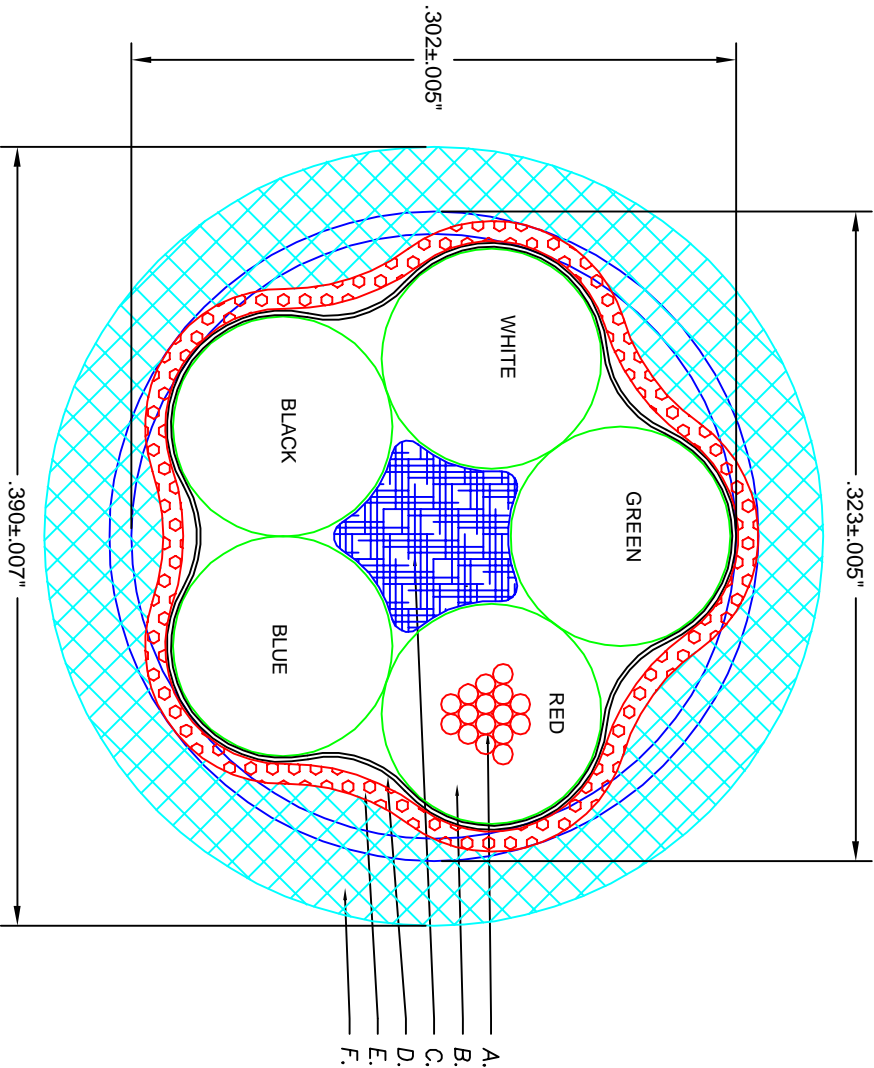 .302±.005"
.323±.005"
.390±.007"
WHITE
GREEN
BLACK
RED
BLUE
A.
B.
C.
D.
E.
F.